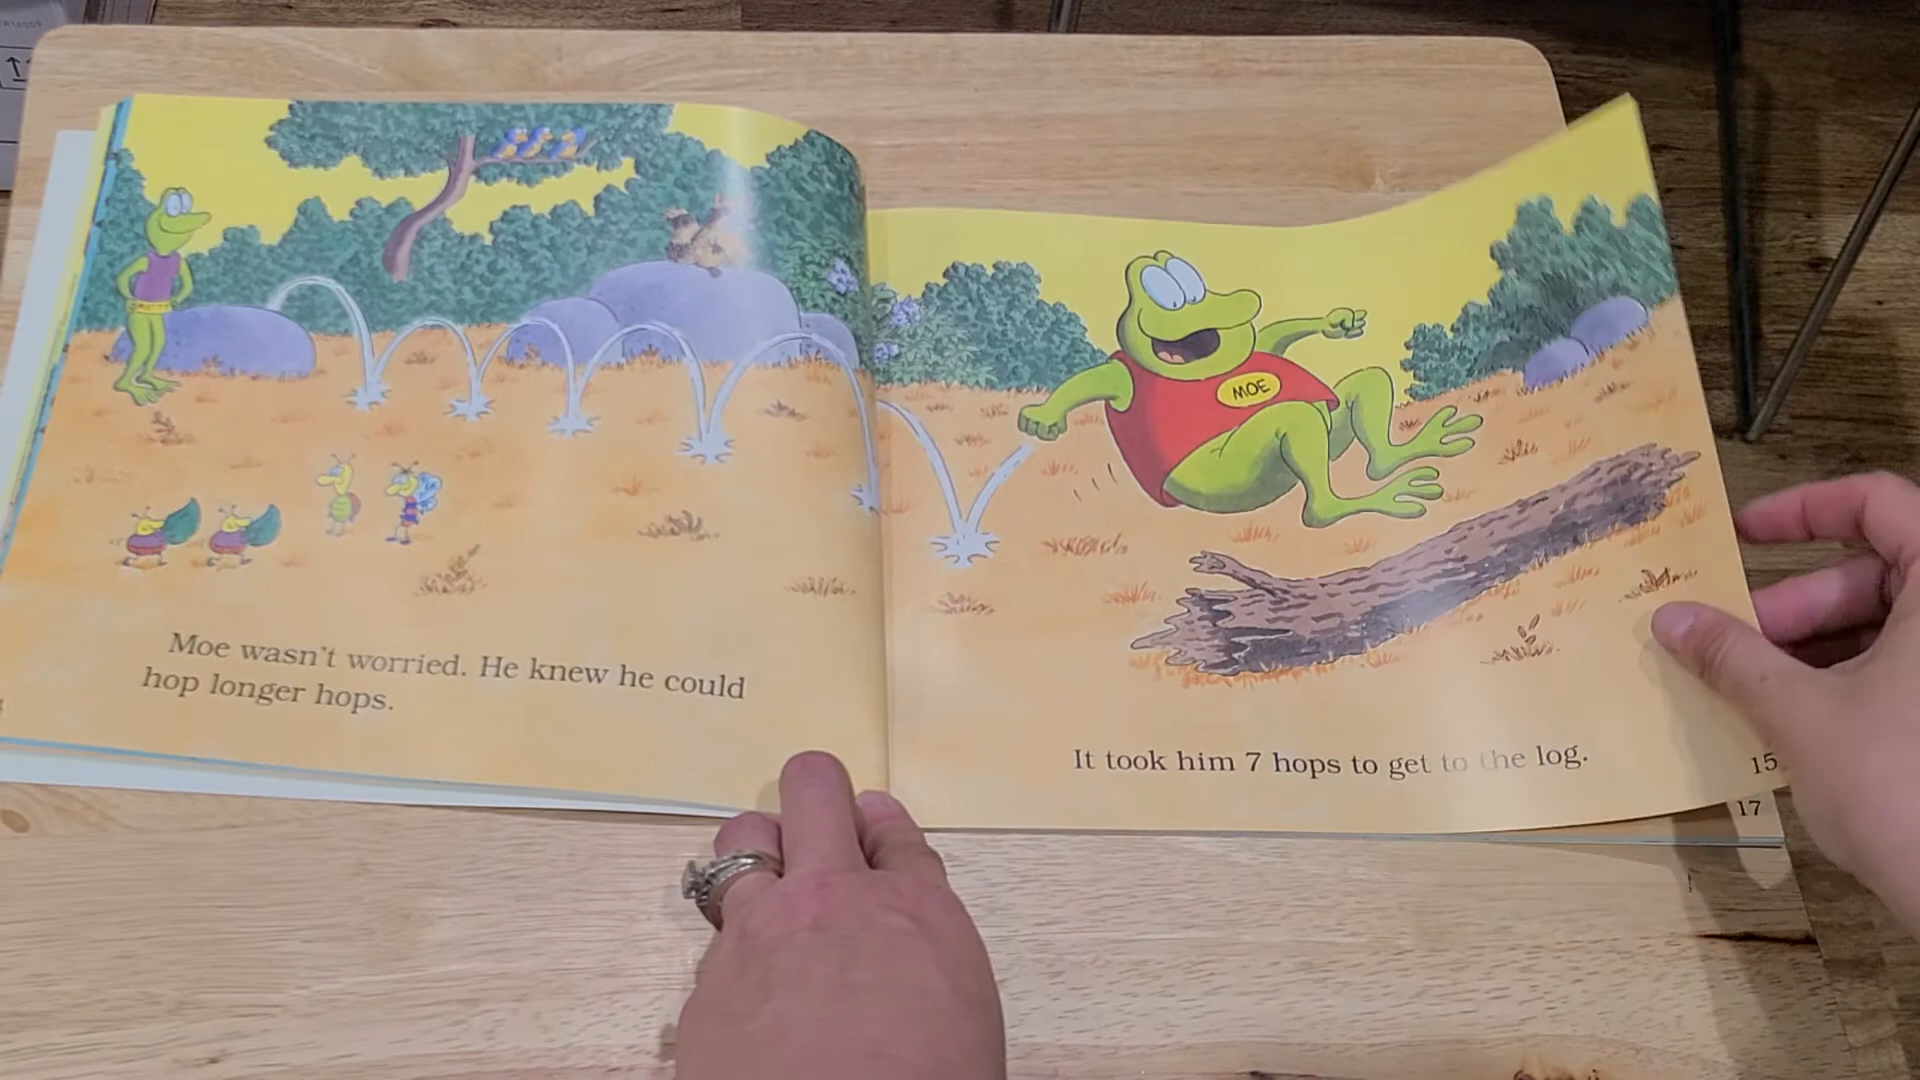 Moe wasn't worried. He knew he could
hop longer hops.
MOE
It took him 7 hops to get to the log.
15
17